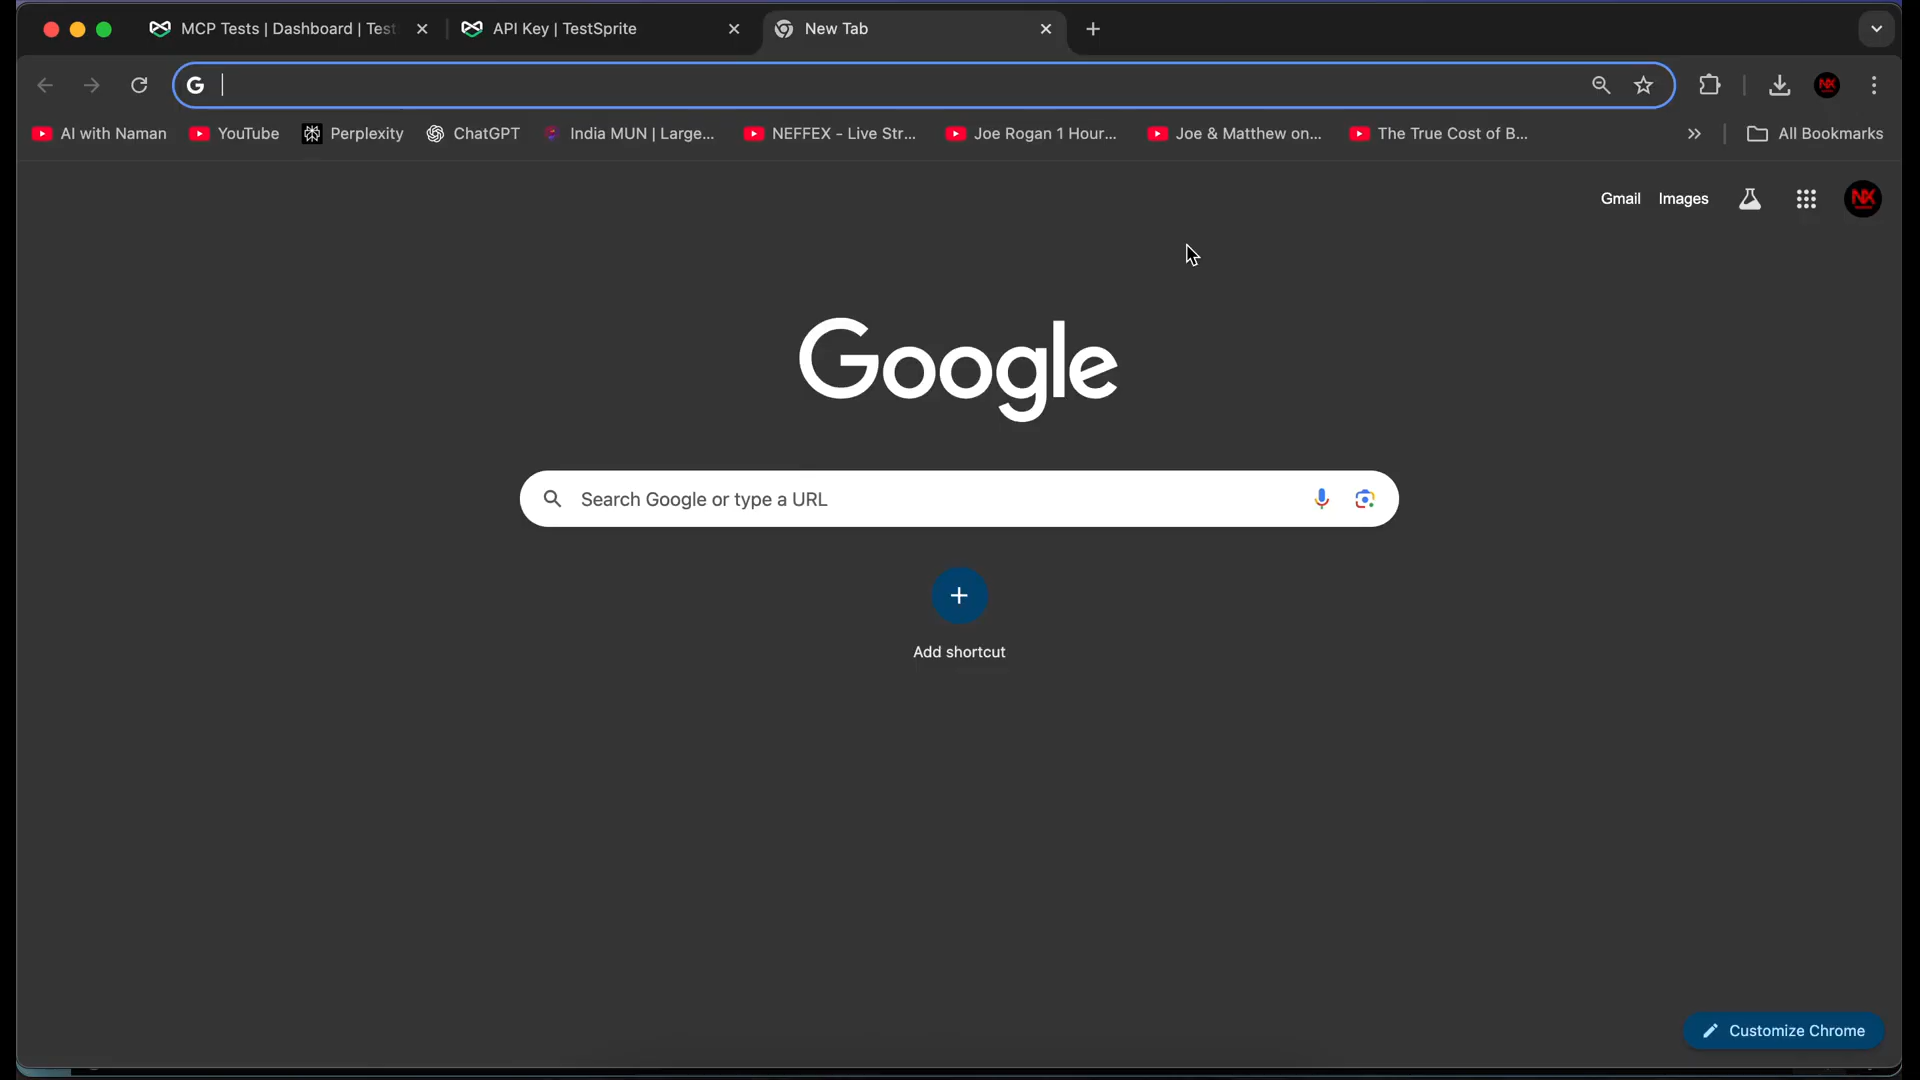 MCP Tests | Dashboard | Test
API Key | TestSprite
New Tab
AI with Naman
YouTube
Perplexity
ChatGPT
India MUN | Large...
NEFFEX - Live Str...
Joe Rogan 1 Hour...
Joe & Matthew on...
The True Cost of B...
All Bookmarks
Gmail
Images
NX
Google
Search Google or type a URL
Add shortcut
Customize Chrome